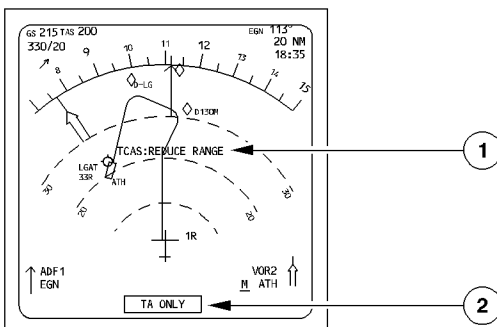 GS 215 TAS 200
330/20
EGN 113°
20 NM
18:35
8
9
10
11
12
13
14
15
D-LG
D130M
TCAS:REDUCE RANGE
1
LGAT
33R
ATH
30
20
20
30
1R
ADF1
EGN
VOR2
M ATH
TA ONLY
2